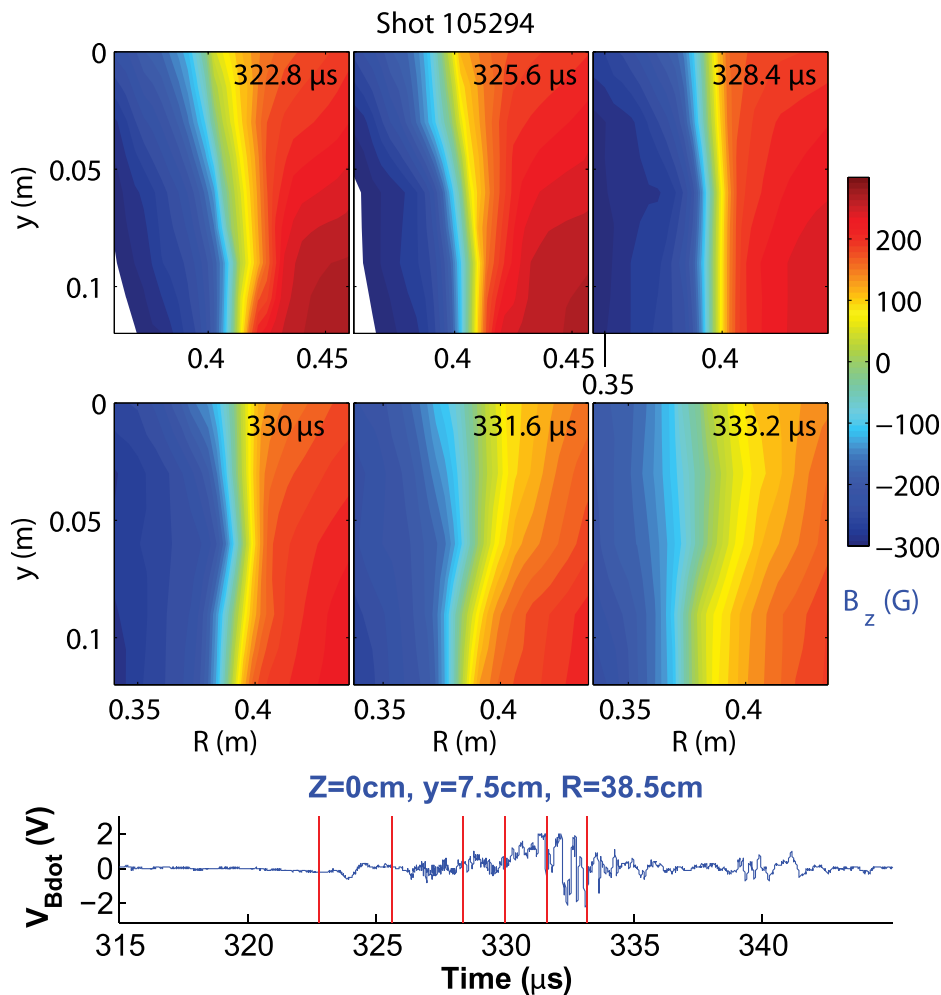 Shot 105294
322.8 μs 325.6 μs 328.4 μs
0
0.05
0.1
y (m)
0.4 0.45 0.4 0.45 0.4
0.35
200
100
0
−100
−200
−300
B_z (G)
330 μs 331.6 μs 333.2 μs
0
0.05
0.1
y (m)
0.35 0.4 0.35 0.4 0.35 0.4
R (m) R (m) R (m)
Z=0cm, y=7.5cm, R=38.5cm
V_Bdot (V)
2
0
−2
315 320 325 330 335 340
Time (μs)